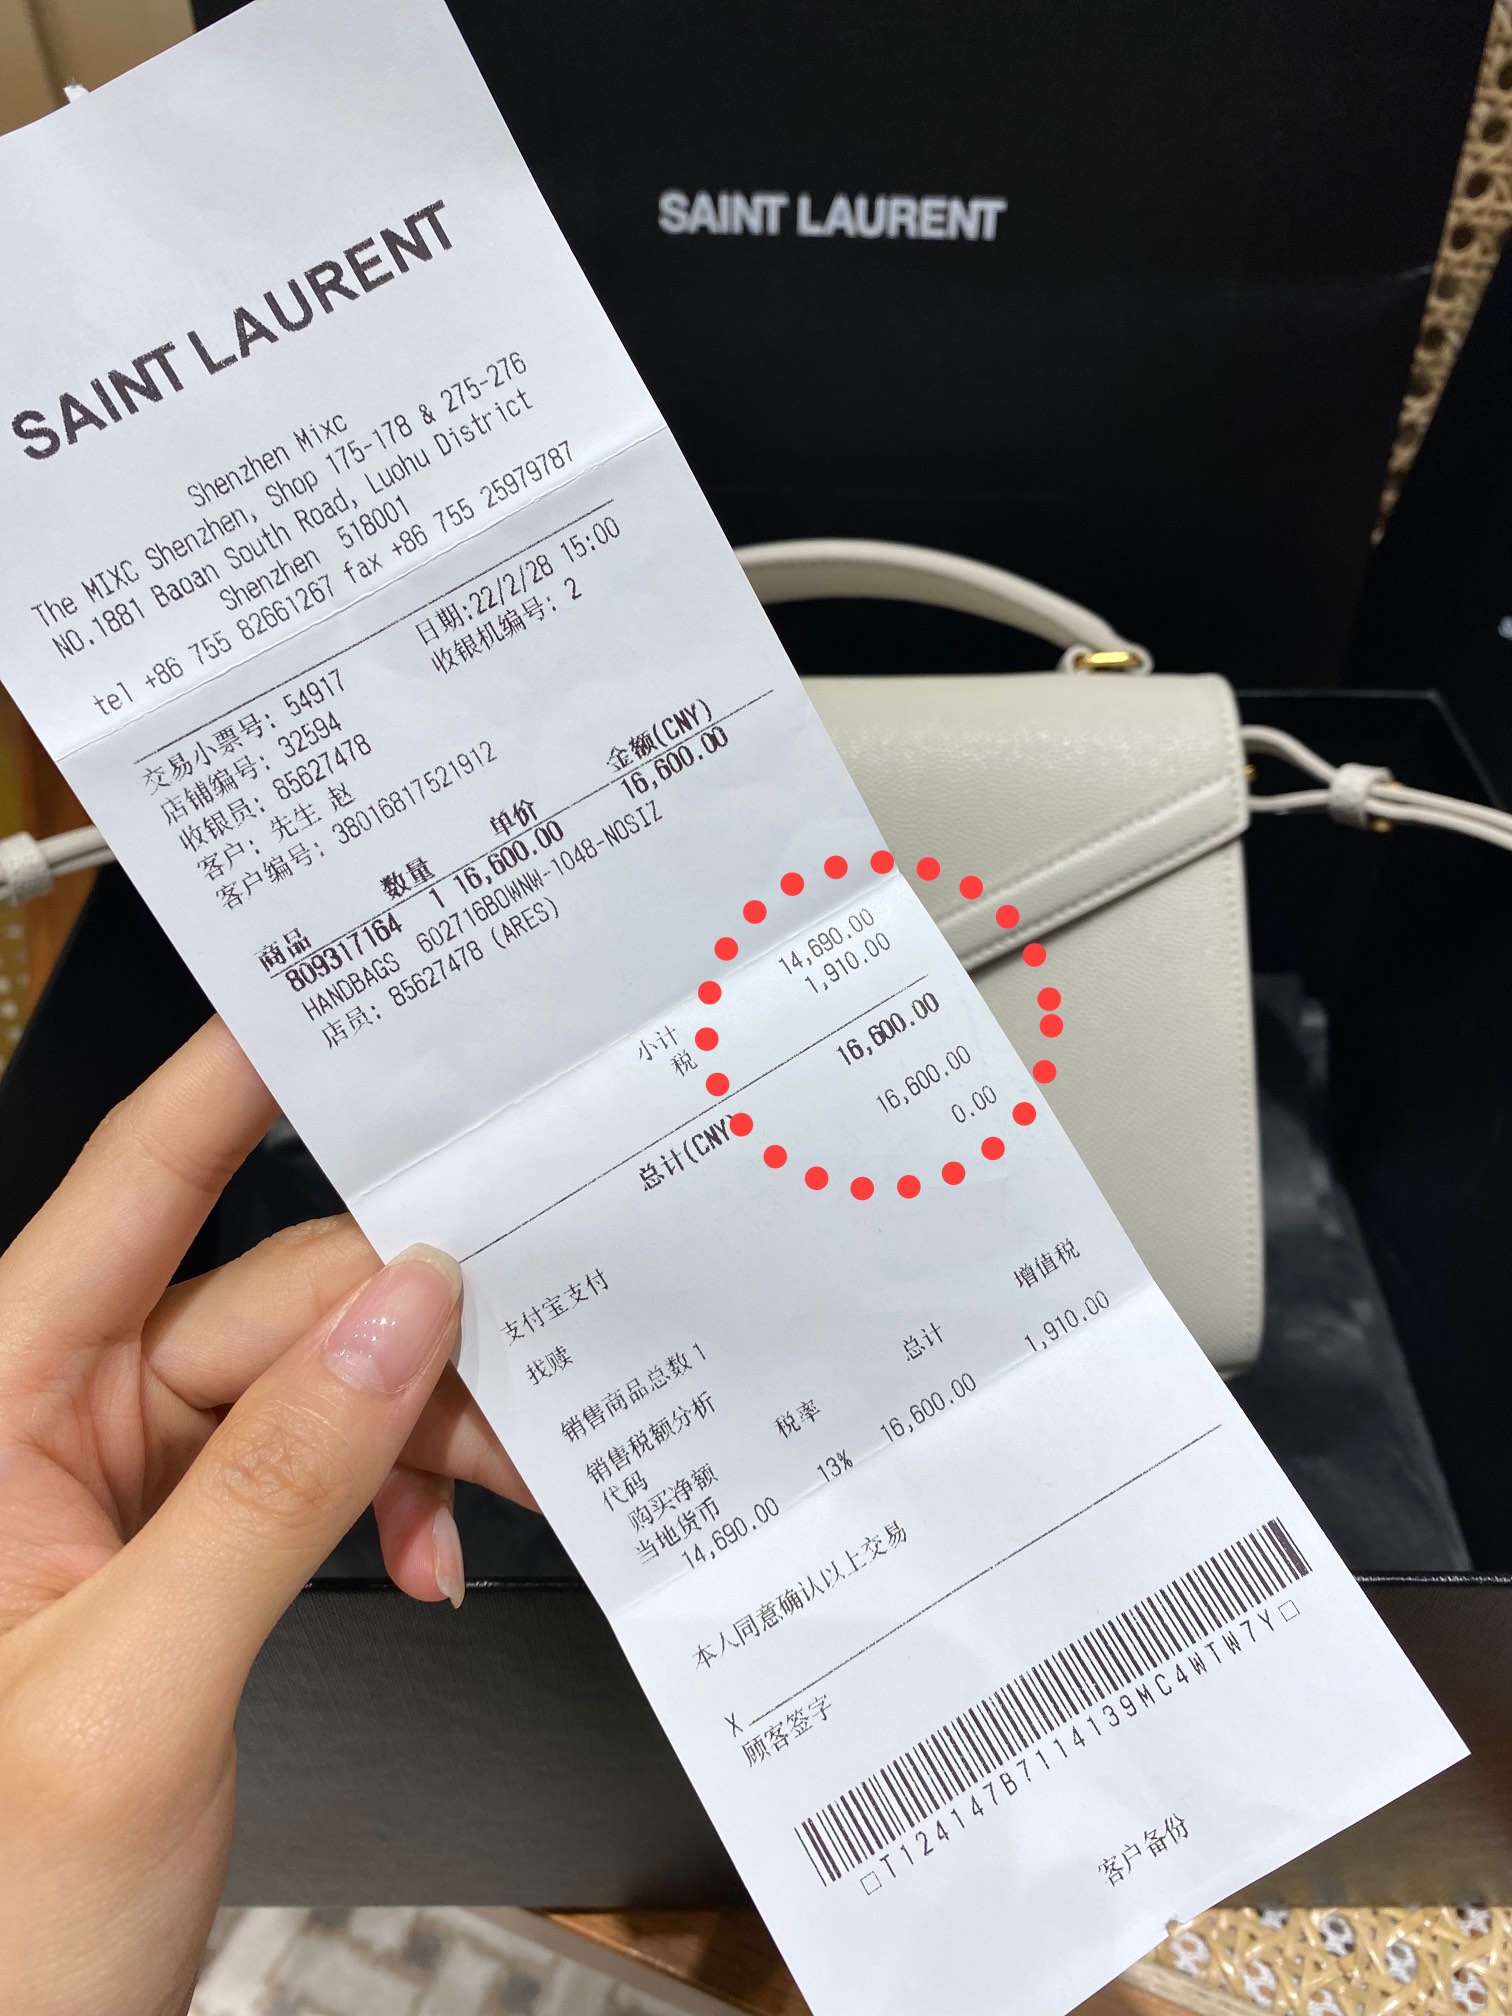 SAINT LAURENT
SAINT LAURENT
Shenzhen Mixc
The MIXC Shenzhen, Shop 175-178 & 275-276
NO.1881 Baoan South Road, Luohu District
Shenzhen 518001
tel +86 755 82661267 fax +86 755 25979787
日期:22/2/28 15:00
收银机编号: 2
交易小票号: 54917
店铺编号: 32594
收银员: 85627478
客户: 先生 赵
客户编号: 38016817521912
商品 数量 单价 金额(CNY)
809317164 1 16,600.00 16,600.00
HANDBAGS 602716BOWNW-1048-NOSIZ
店员: 85627478 (ARES)
小计 14,690.00
税 1,910.00
总计(CNY) 16,600.00
支付宝支付 16,600.00
找赎 0.00
销售商品总数 1
销售税额分析
代码 税率 总计 增值税
购买净额
当地货币
14,690.00 13% 16,600.00 1,910.00
本人同意确认以上交易
X
顾客签字
□T124147B7114139MC4WTW7Y□
客户备份